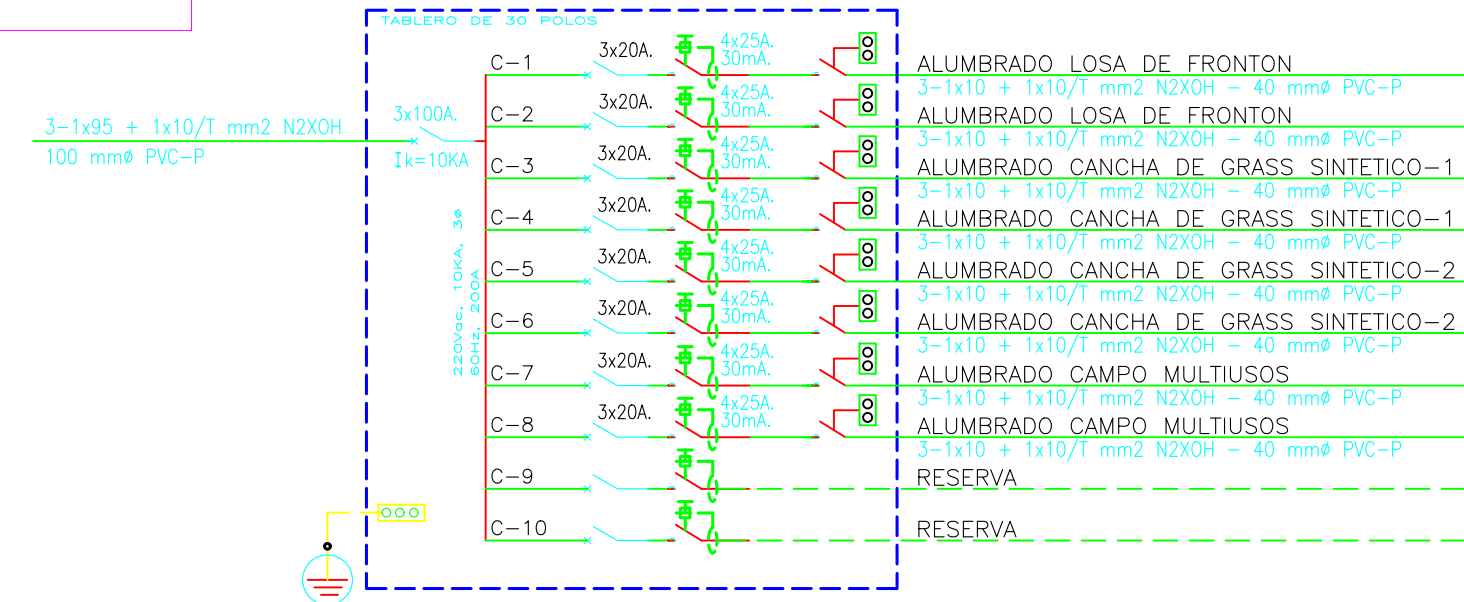 TABLERO DE 30 POLOS
3-1x95 + 1x10/T mm2 N2XOH
100 mmø PVC-P
3x100A.
Ik=10KA
220Vac, 10KA, 3ø
60Hz, 200A
C-1
3x20A.
4x25A.
30mA.
ALUMBRADO LOSA DE FRONTON
3-1x10 + 1x10/T mm2 N2XOH - 40 mmø PVC-P
C-2
3x20A.
4x25A.
30mA.
ALUMBRADO LOSA DE FRONTON
3-1x10 + 1x10/T mm2 N2XOH - 40 mmø PVC-P
C-3
3x20A.
4x25A.
30mA.
ALUMBRADO CANCHA DE GRASS SINTETICO-1
3-1x10 + 1x10/T mm2 N2XOH - 40 mmø PVC-P
C-4
3x20A.
4x25A.
30mA.
ALUMBRADO CANCHA DE GRASS SINTETICO-1
3-1x10 + 1x10/T mm2 N2XOH - 40 mmø PVC-P
C-5
3x20A.
4x25A.
30mA.
ALUMBRADO CANCHA DE GRASS SINTETICO-2
3-1x10 + 1x10/T mm2 N2XOH - 40 mmø PVC-P
C-6
3x20A.
4x25A.
30mA.
ALUMBRADO CANCHA DE GRASS SINTETICO-2
3-1x10 + 1x10/T mm2 N2XOH - 40 mmø PVC-P
C-7
3x20A.
4x25A.
30mA.
ALUMBRADO CAMPO MULTIUSOS
3-1x10 + 1x10/T mm2 N2XOH - 40 mmø PVC-P
C-8
3x20A.
4x25A.
30mA.
ALUMBRADO CAMPO MULTIUSOS
3-1x10 + 1x10/T mm2 N2XOH - 40 mmø PVC-P
C-9
RESERVA
C-10
RESERVA